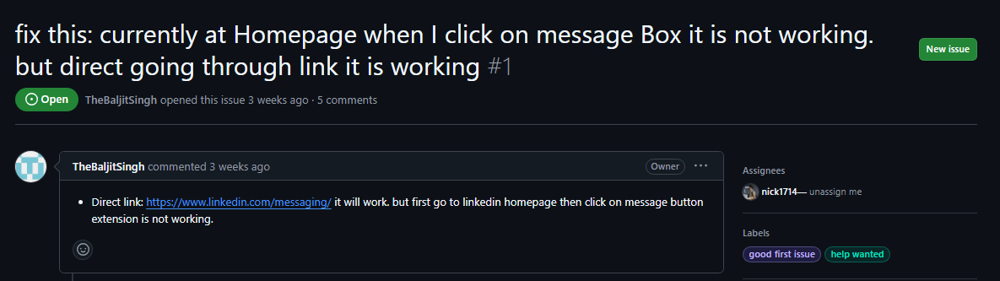 fix this: currently at Homepage when I click on message Box it is not working.
but direct going through link it is working #1
New issue
Open TheBaljitSingh opened this issue 3 weeks ago · 5 comments
TheBaljitSingh commented 3 weeks ago
Owner
• Direct link: https://www.linkedin.com/messaging/ it will work. but first go to linkedin homepage then click on message button
extension is not working.
Assignees
nick1714— unassign me
Labels
good first issue help wanted